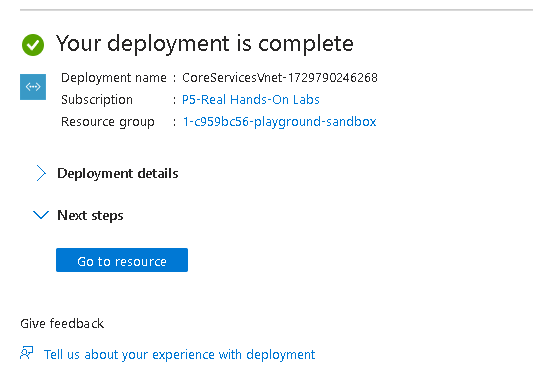 Your deployment is complete
Deployment name : CoreServicesVnet-1729790246268
Subscription : P5-Real Hands-On Labs
Resource group : 1-c959bc56-playground-sandbox
Deployment details
Next steps
Go to resource
Give feedback
Tell us about your experience with deployment